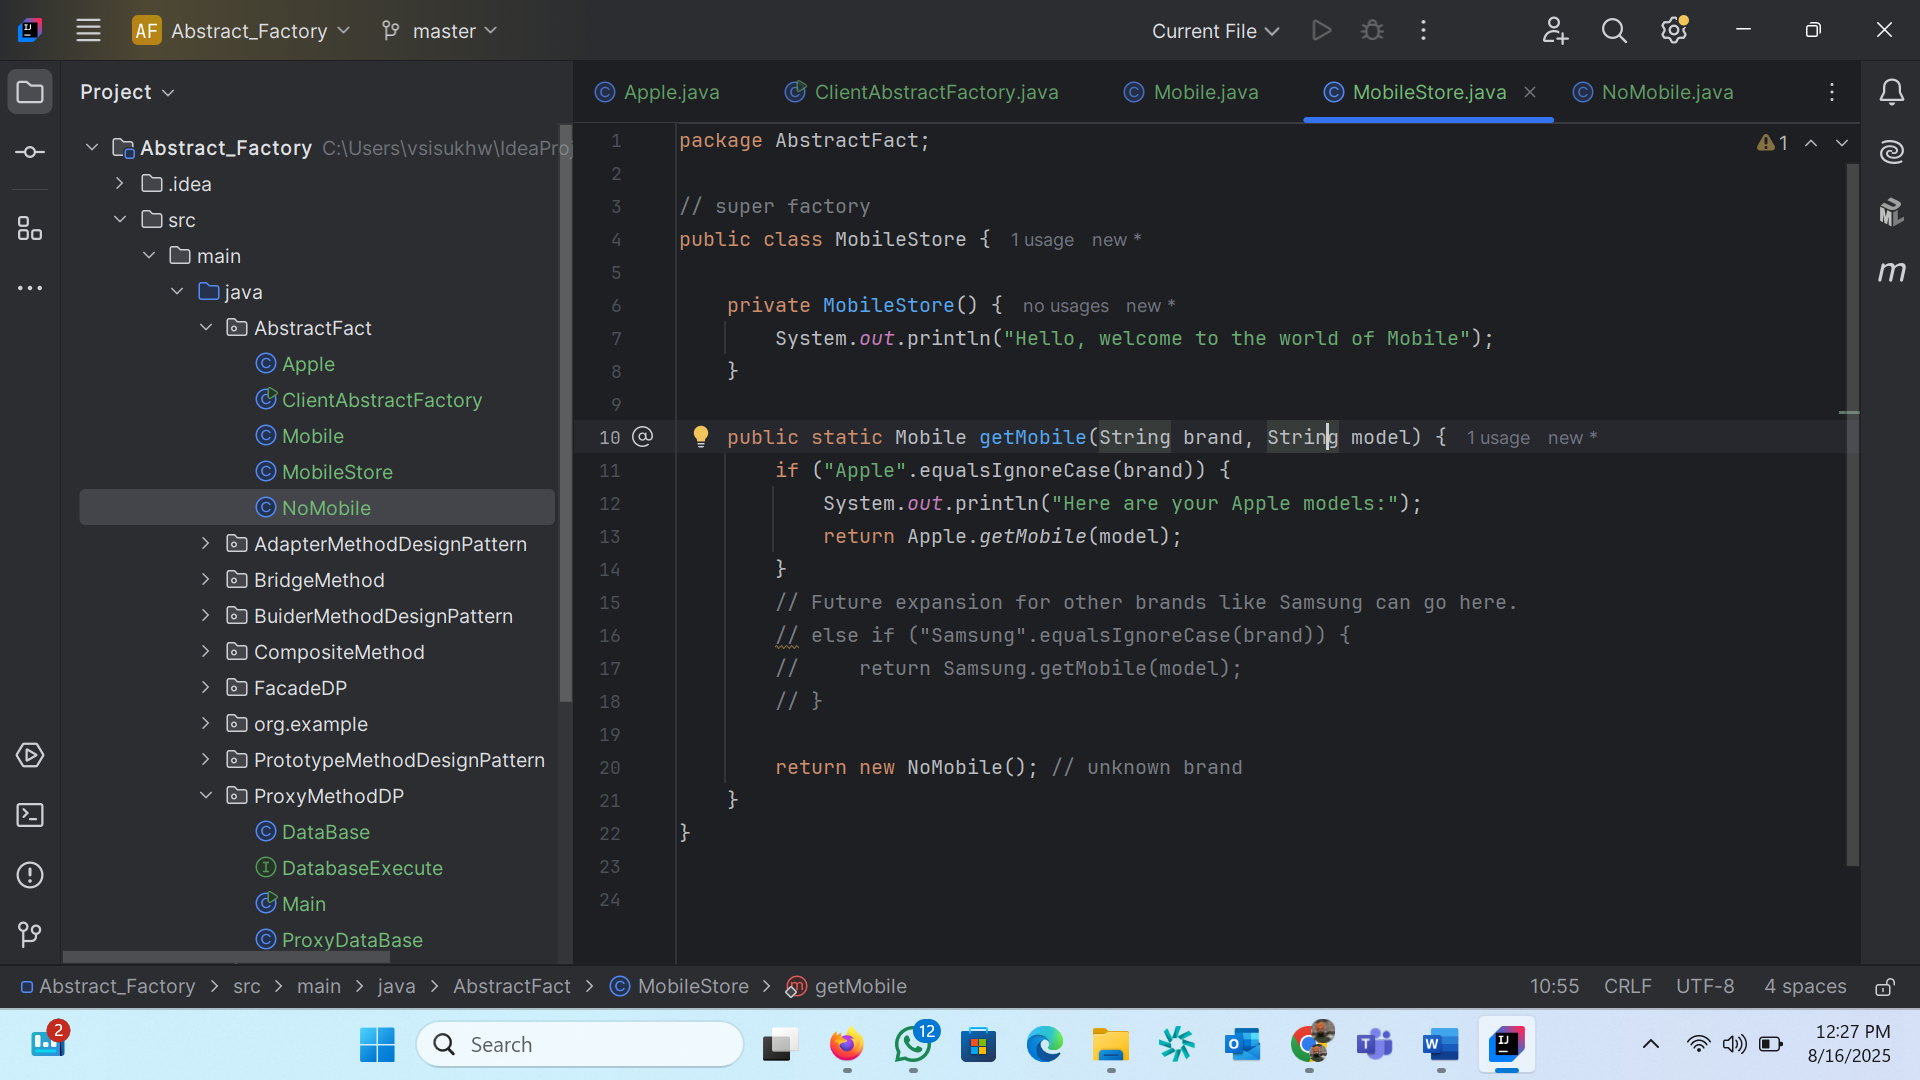 AF Abstract_Factory master Current File
Project
Apple.java ClientAbstractFactory.java Mobile.java MobileStore.java NoMobile.java
Abstract_Factory C:\Users\vsisukhw\IdeaProj
.idea
src
main
java
AbstractFact
Apple
ClientAbstractFactory
Mobile
MobileStore
NoMobile
AdapterMethodDesignPattern
BridgeMethod
BuiderMethodDesignPattern
CompositeMethod
FacadeDP
org.example
PrototypeMethodDesignPattern
ProxyMethodDP
DataBase
DatabaseExecute
Main
ProxyDataBase
1 package AbstractFact; 1
2
3 // super factory
4 public class MobileStore { 1 usage new *
5
6 private MobileStore() { no usages new *
7 System.out.println("Hello, welcome to the world of Mobile");
8 }
9
10 public static Mobile getMobile(String brand, String model) { 1 usage new *
11 if ("Apple".equalsIgnoreCase(brand)) {
12 System.out.println("Here are your Apple models:");
13 return Apple.getMobile(model);
14 }
15 // Future expansion for other brands like Samsung can go here.
16 // else if ("Samsung".equalsIgnoreCase(brand)) {
17 // return Samsung.getMobile(model);
18 // }
19
20 return new NoMobile(); // unknown brand
21 }
22 }
23
24
Abstract_Factory > src > main > java > AbstractFact > MobileStore > getMobile 10:55 CRLF UTF-8 4 spaces
2 Search 12 12:27 PM
8/16/2025